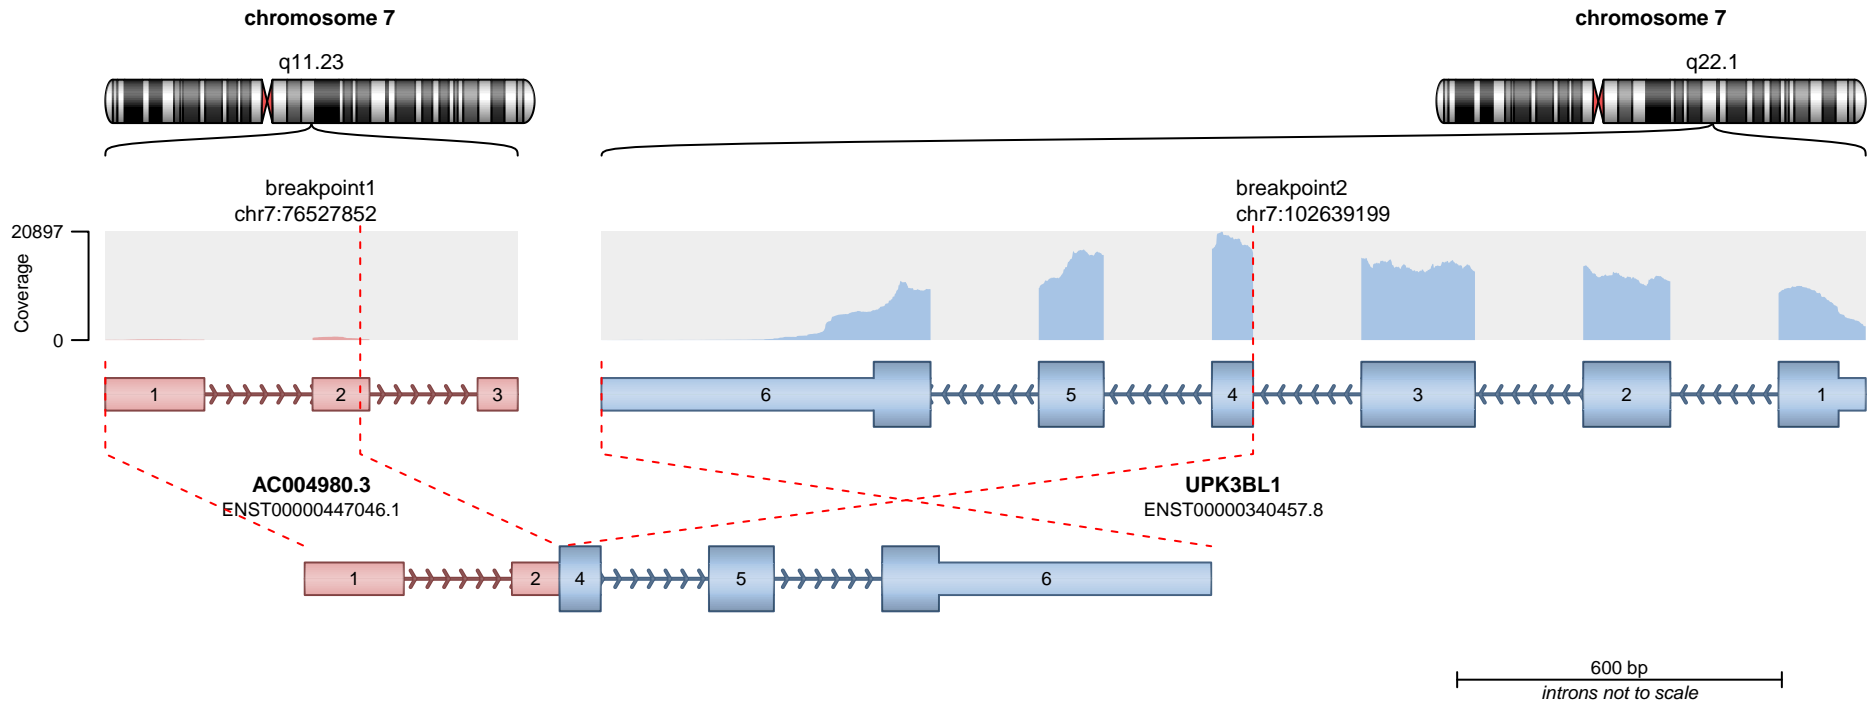 chromosome 7
chromosome 7
q11.23
q22.1
breakpoint1
chr7:76527852
breakpoint2
chr7:102639199
20897
Coverage
0
1
2
3
6
5
4
3
2
1
AC004980.3
ENST00000447046.1
UPK3BL1
ENST00000340457.8
1
2
4
5
6
600 bp
introns not to scale